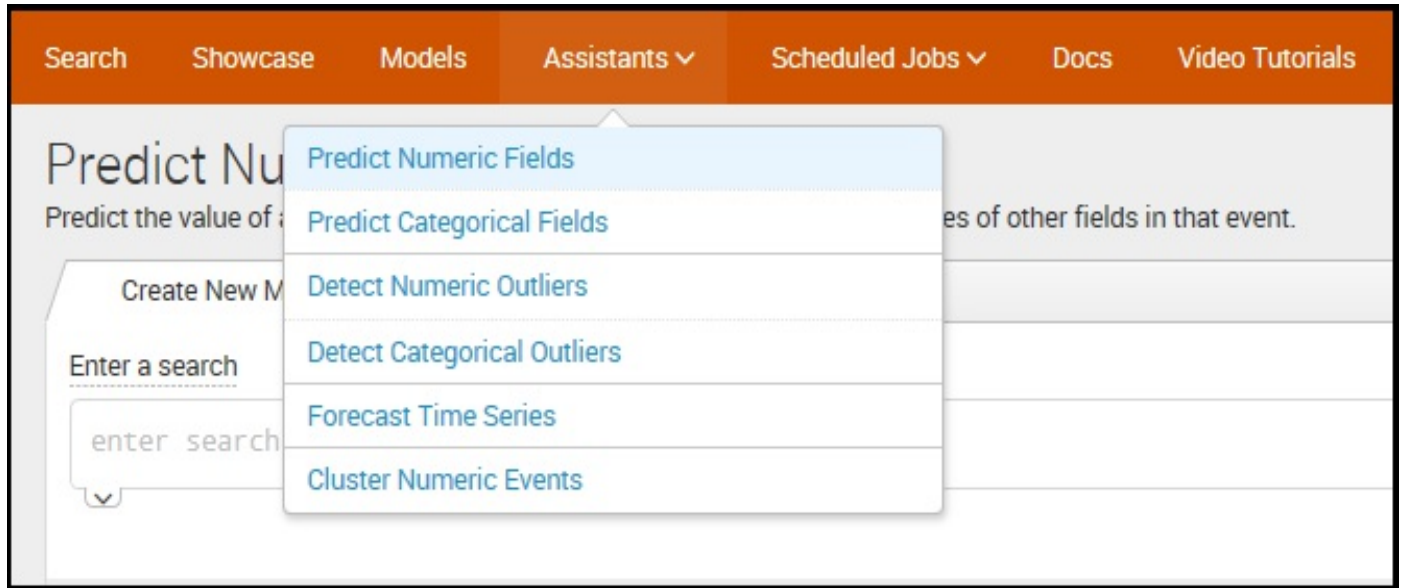 Search Showcase Models Assistants Scheduled Jobs Docs Video Tutorials
Predict Nu
Predict the value of es of other fields in that event.
Create New M
Enter a search
enter search
Predict Numeric Fields
Predict Categorical Fields
Detect Numeric Outliers
Detect Categorical Outliers
Forecast Time Series
Cluster Numeric Events